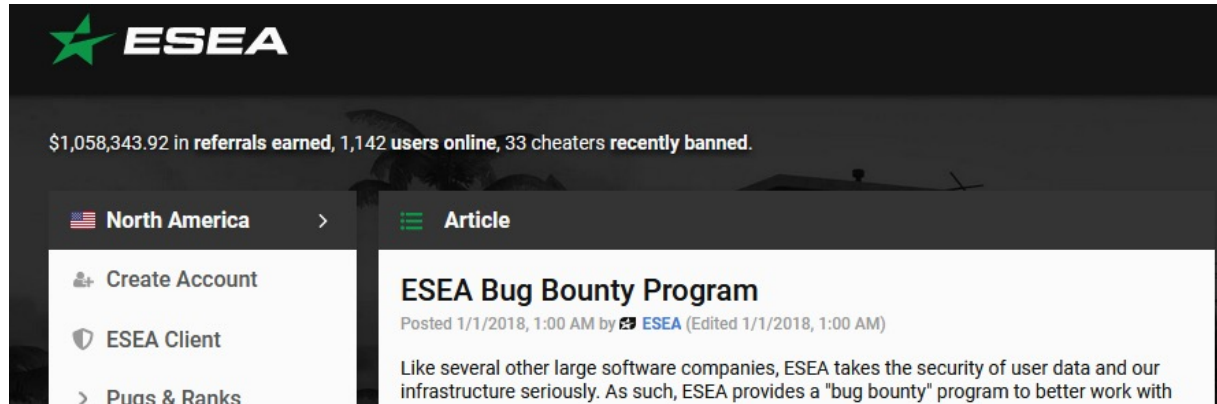 ESEA
$1,058,343.92 in referrals earned, 1,142 users online, 33 cheaters recently banned.
North America
Create Account
ESEA Client
Pugs & Ranks
Article
ESEA Bug Bounty Program
Posted 1/1/2018, 1:00 AM by ESEA (Edited 1/1/2018, 1:00 AM)
Like several other large software companies, ESEA takes the security of user data and our
infrastructure seriously. As such, ESEA provides a "bug bounty" program to better work with